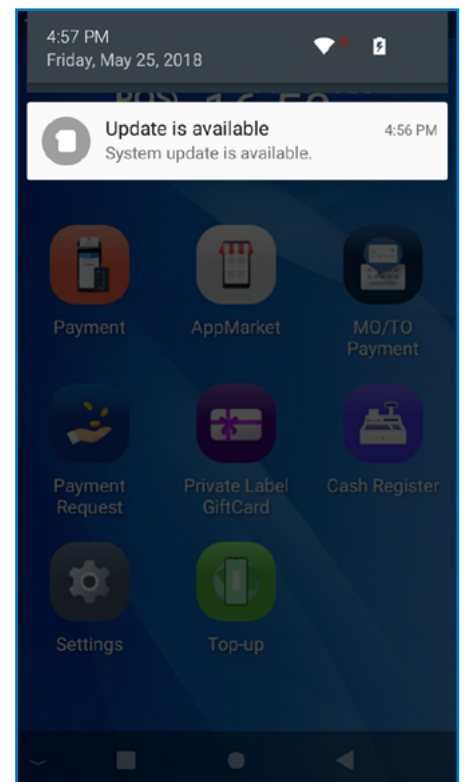 4:57 PM
Friday, May 25, 2018
Update is available
4:56 PM
System update is available.
Payment
AppMarket
MO/TO
Payment
Payment
Request
Private Label
GiftCard
Cash Register
Settings
Top-up